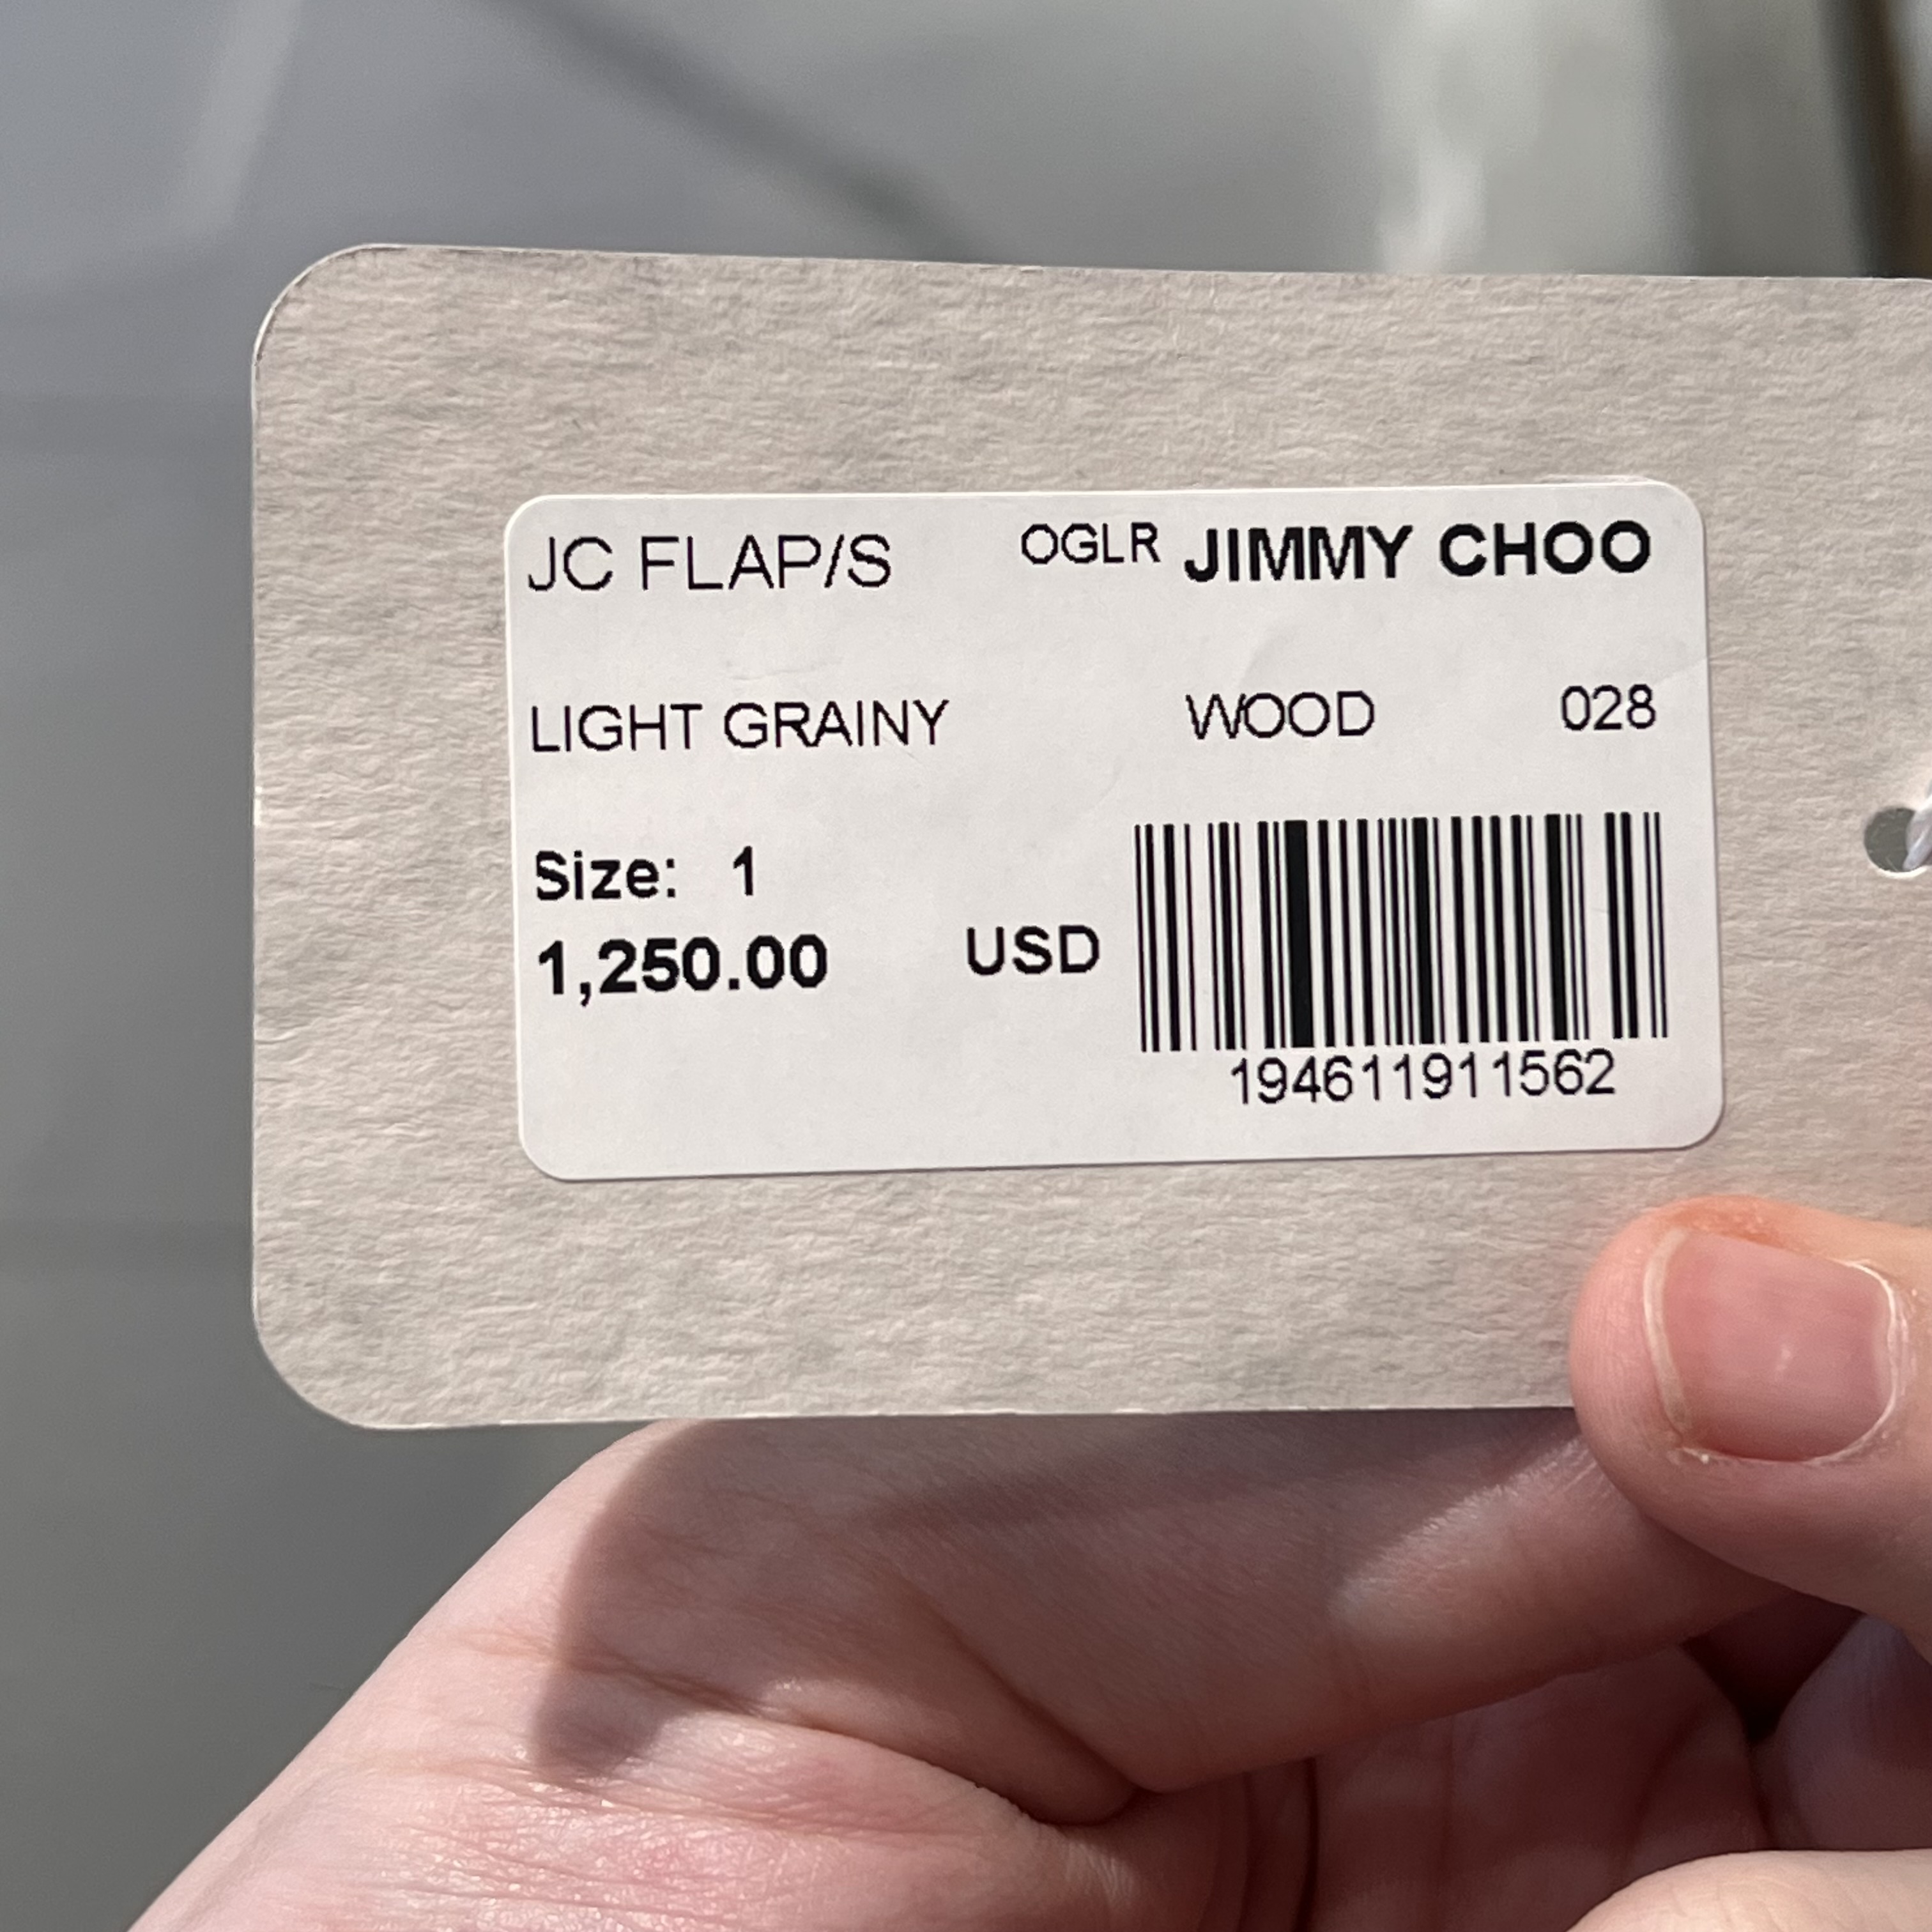 JC FLAP/S OGLR JIMMY CHOO
LIGHT GRAINY WOOD 028
Size: 1
1,250.00 USD
194611911562